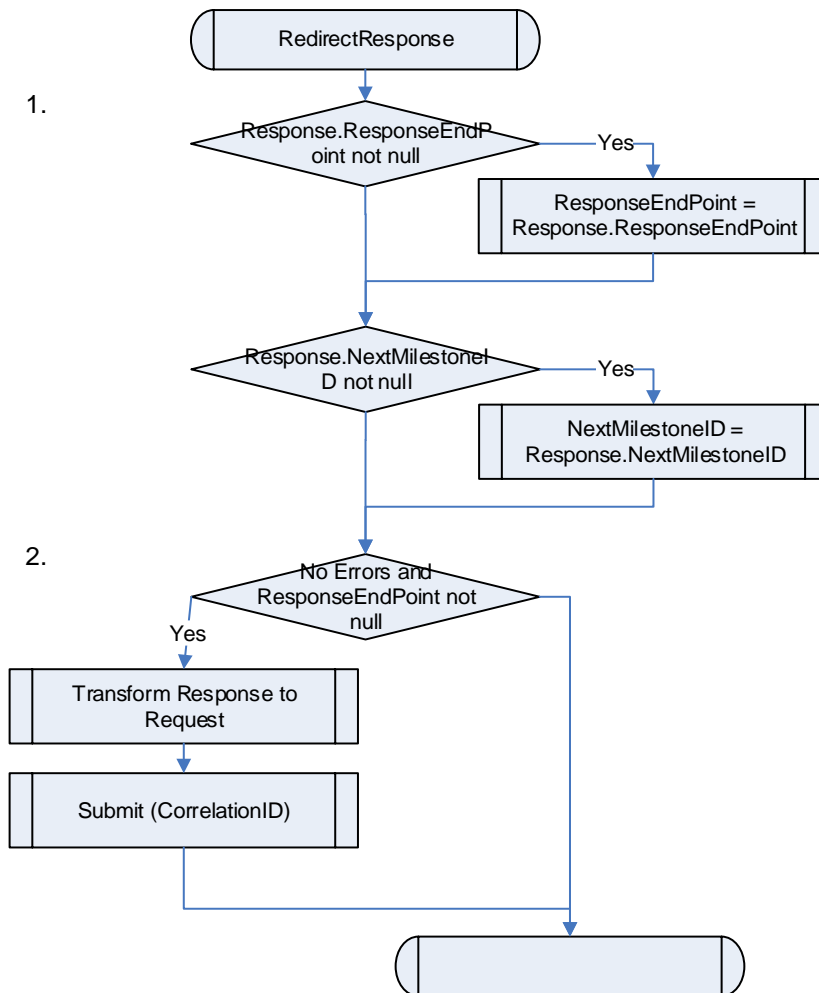 RedirectResponse
1.
Response.ResponseEndP
oint not null
Yes
ResponseEndPoint =
Response.ResponseEndPoint
Response.NextMilestoneI
D not null
Yes
NextMilestoneID =
Response.NextMilestoneID
2.
No Errors and
ResponseEndPoint not
null
Yes
Transform Response to
Request
Submit (CorrelationID)